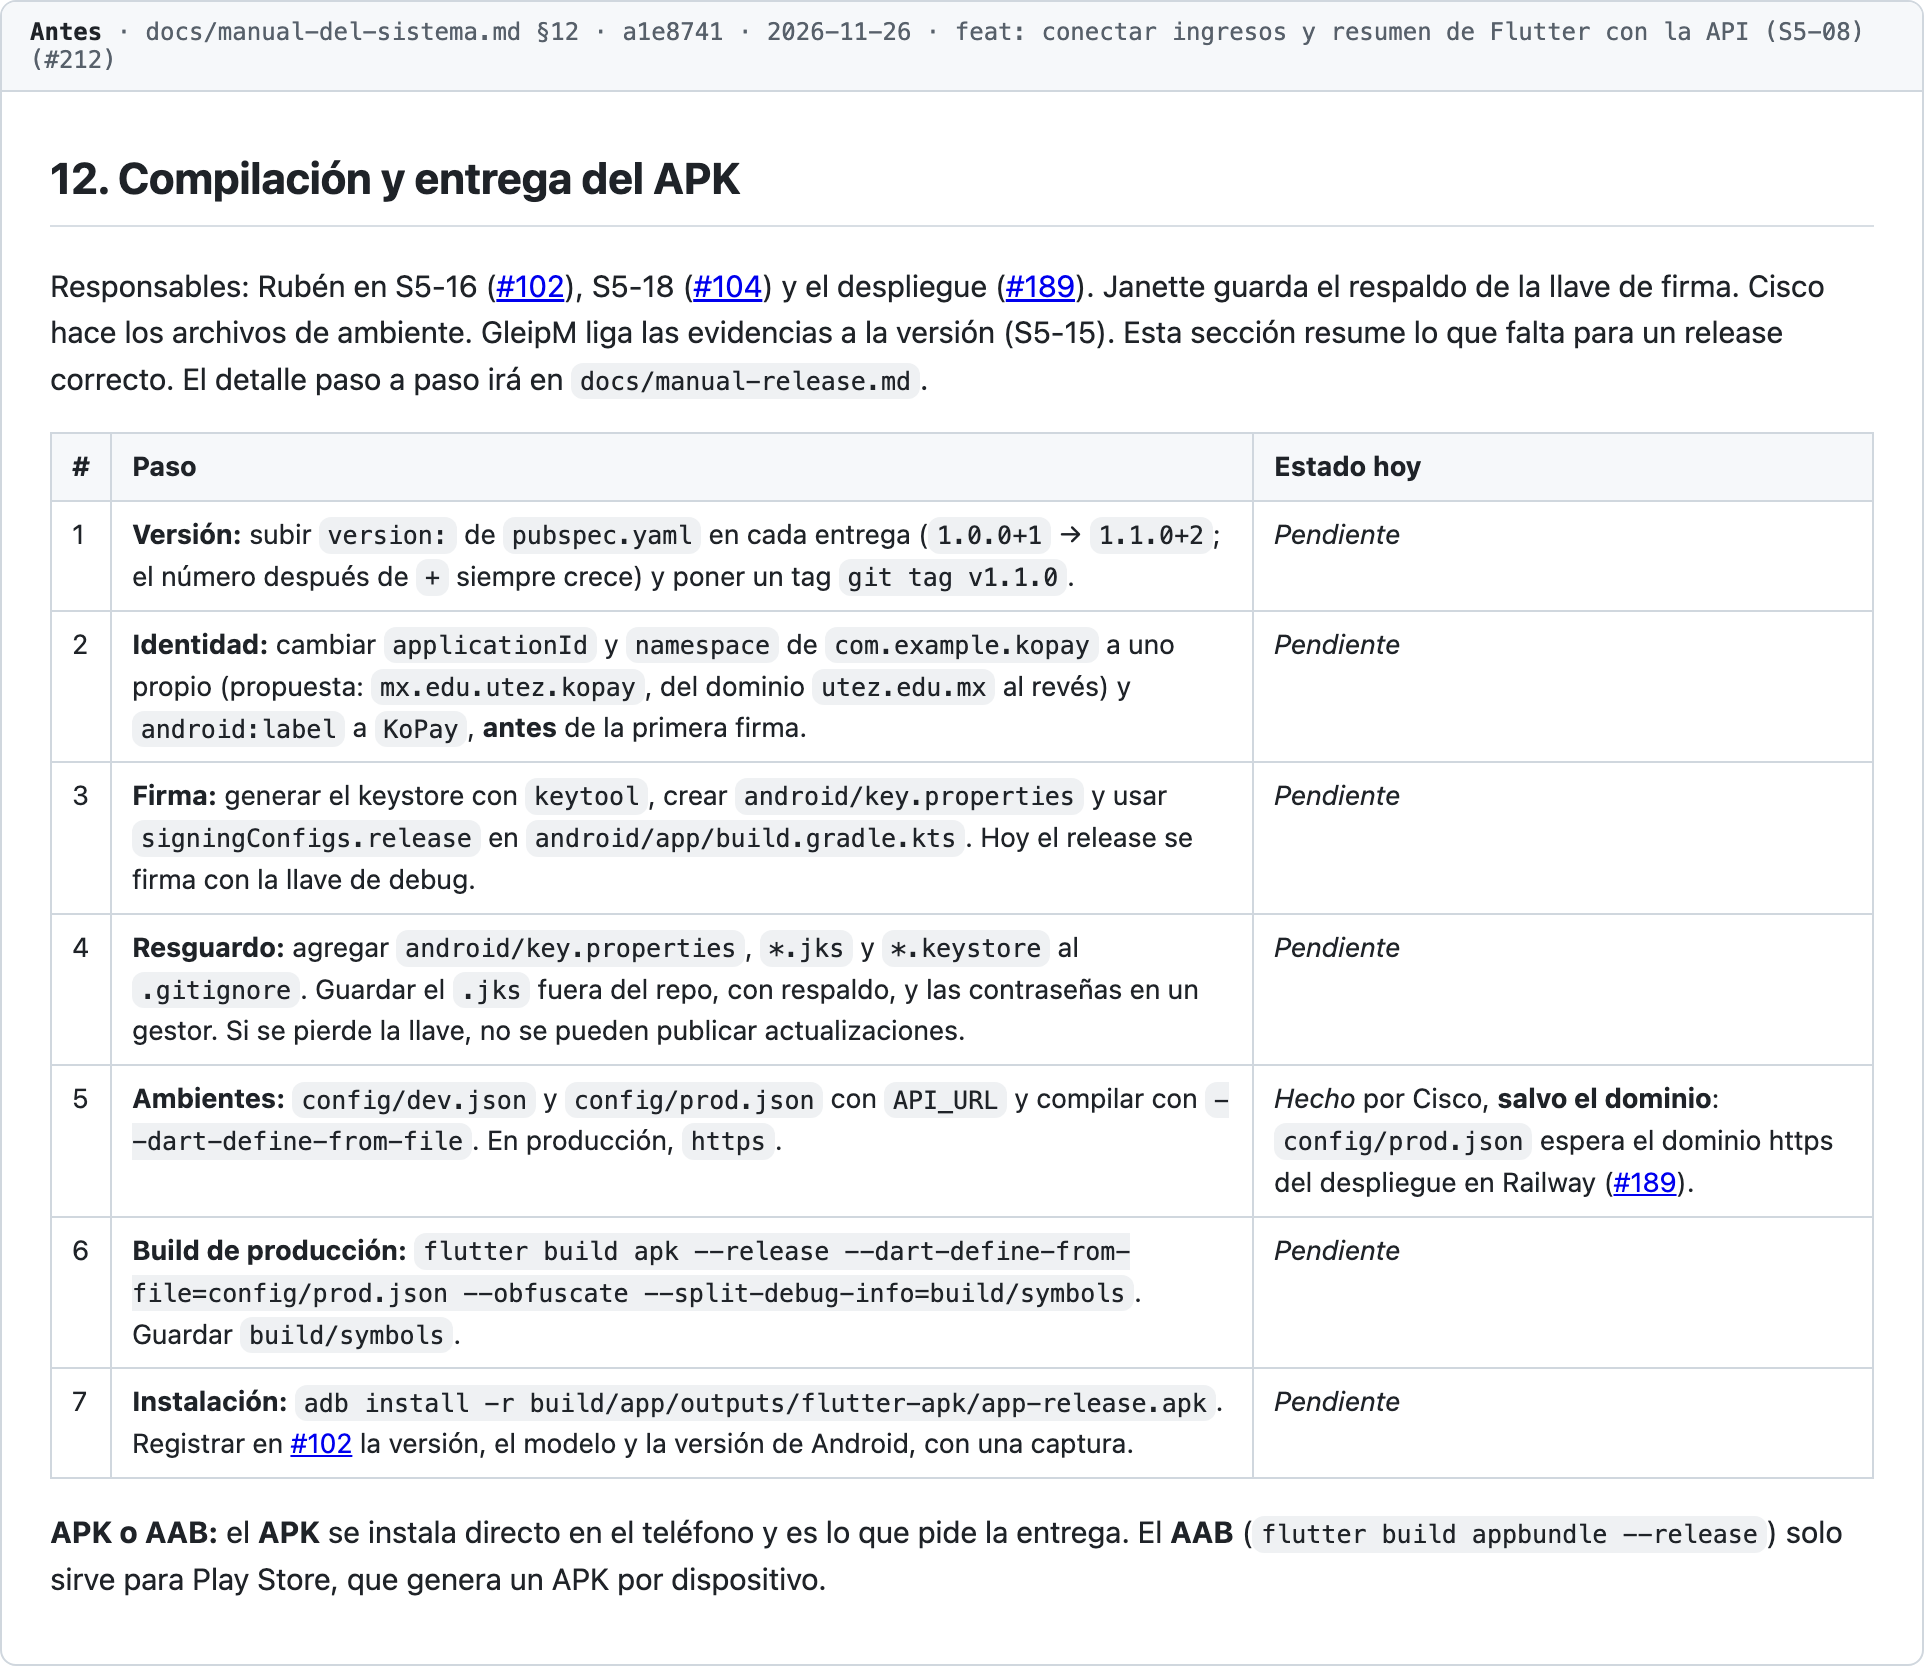 Antes · docs/manual-del-sistema.md §12 · a1e8741 · 2026-11-26 · feat: conectar ingresos y resumen de Flutter con la API (S5-08)
(#212)
12. Compilación y entrega del APK
Responsables: Rubén en S5-16 (#102), S5-18 (#104) y el despliegue (#189). Janette guarda el respaldo de la llave de firma. Cisco
hace los archivos de ambiente. GleipM liga las evidencias a la versión (S5-15). Esta sección resume lo que falta para un release
correcto. El detalle paso a paso irá en docs/manual-release.md.
# Paso Estado hoy
1 Versión: subir version: de pubspec.yaml en cada entrega (1.0.0+1 → 1.1.0+2; Pendiente
el número después de + siempre crece) y poner un tag git tag v1.1.0.
2 Identidad: cambiar applicationId y namespace de com.example.kopay a uno Pendiente
propio (propuesta: mx.edu.utez.kopay, del dominio utez.edu.mx al revés) y
android:label a KoPay, antes de la primera firma.
3 Firma: generar el keystore con keytool, crear android/key.properties y usar Pendiente
signingConfigs.release en android/app/build.gradle.kts. Hoy el release se
firma con la llave de debug.
4 Resguardo: agregar android/key.properties, *.jks y *.keystore al Pendiente
.gitignore. Guardar el .jks fuera del repo, con respaldo, y las contraseñas en un
gestor. Si se pierde la llave, no se pueden publicar actualizaciones.
5 Ambientes: config/dev.json y config/prod.json con API_URL y compilar con - Hecho por Cisco, salvo el dominio:
-dart-define-from-file. En producción, https. config/prod.json espera el dominio https
del despliegue en Railway (#189).
6 Build de producción: flutter build apk --release --dart-define-from- Pendiente
file=config/prod.json --obfuscate --split-debug-info=build/symbols.
Guardar build/symbols.
7 Instalación: adb install -r build/app/outputs/flutter-apk/app-release.apk. Pendiente
Registrar en #102 la versión, el modelo y la versión de Android, con una captura.
APK o AAB: el APK se instala directo en el teléfono y es lo que pide la entrega. El AAB (flutter build appbundle --release) solo
sirve para Play Store, que genera un APK por dispositivo.